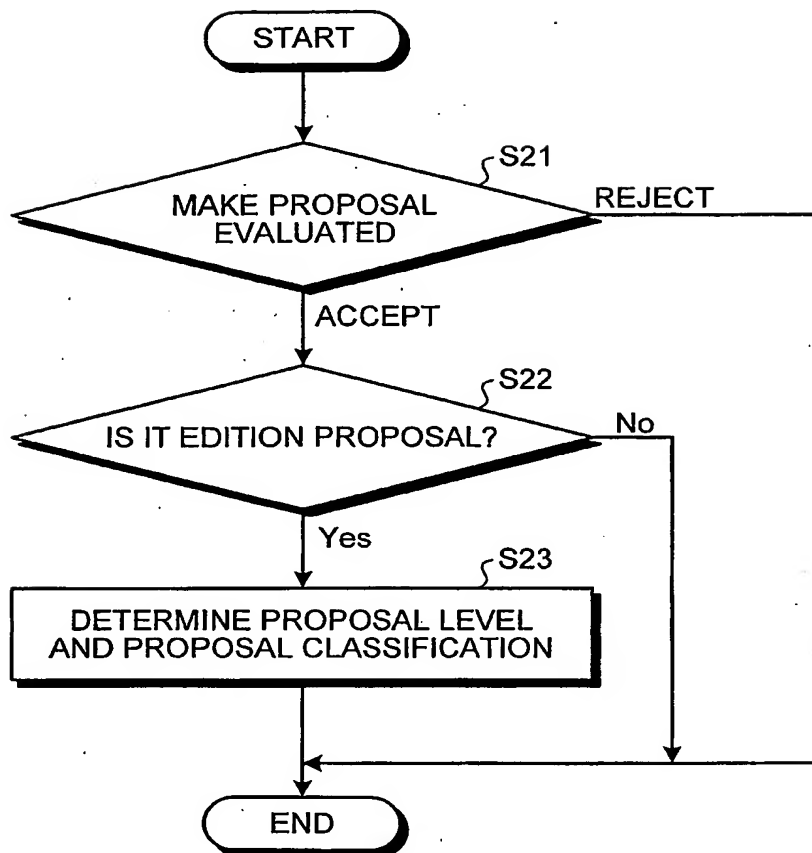 START
S21
MAKE PROPOSAL
EVALUATED
REJECT
ACCEPT
S22
IS IT EDITION PROPOSAL?
No
Yes
S23
DETERMINE PROPOSAL LEVEL
AND PROPOSAL CLASSIFICATION
END